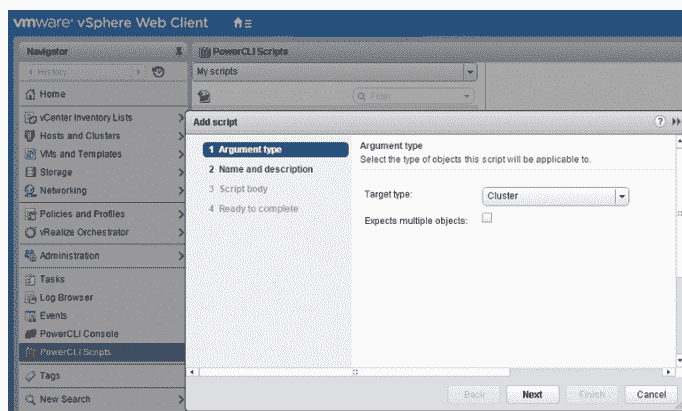 vmware® vSphere Web Client
Navigator
PowerCLI Scripts
History
My scripts
Home
Filter
vCenter Inventory Lists
Hosts and Clusters
VMs and Templates
Storage
Networking
Policies and Profiles
vRealize Orchestrator
Administration
Tasks
Log Browser
Events
PowerCLI Console
PowerCLI Scripts
Tags
New Search
Add script
?
1 Argument type
2 Name and description
3 Script body
4 Ready to complete
Argument type
Select the type of objects this script will be applicable to.
Target type:
Cluster
Expects multiple objects:
Back
Next
Finish
Cancel